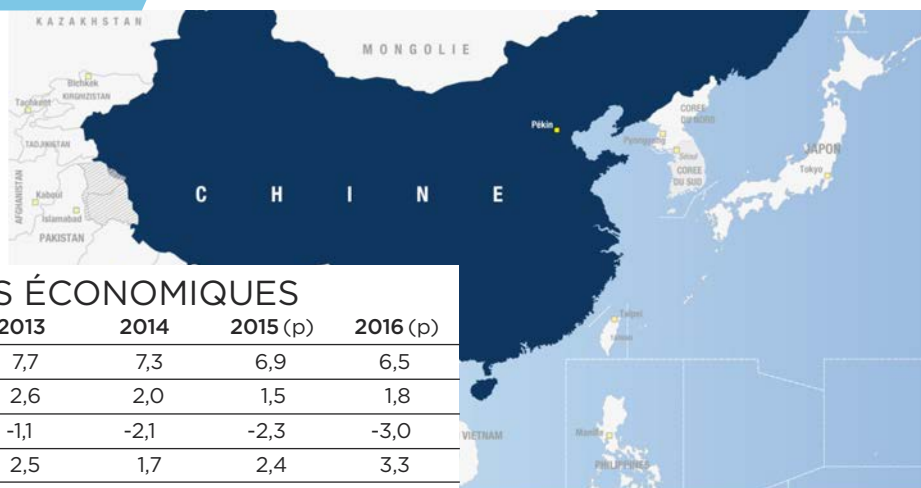 KAZAKHSTAN
MONGOLIE
Bichkek
KIRGHIZISTAN
Tachkent
Pékin
CORÉE
DU NORD
Pyongyang
TADJIKISTAN
Séoul
JAPON
Tokyo
CORÉE
DU SUD
AFGHANISTAN
Kaboul
Islamabad
PAKISTAN
CHINE
S ÉCONOMIQUES
2013 2014 2015 (p) 2016 (p)
7,7 7,3 6,9 6,5
2,6 2,0 1,5 1,8
-1,1 -2,1 -2,3 -3,0
2,5 1,7 2,4 3,3
Taipei
VIETNAM
Manille
PHILIPPINES